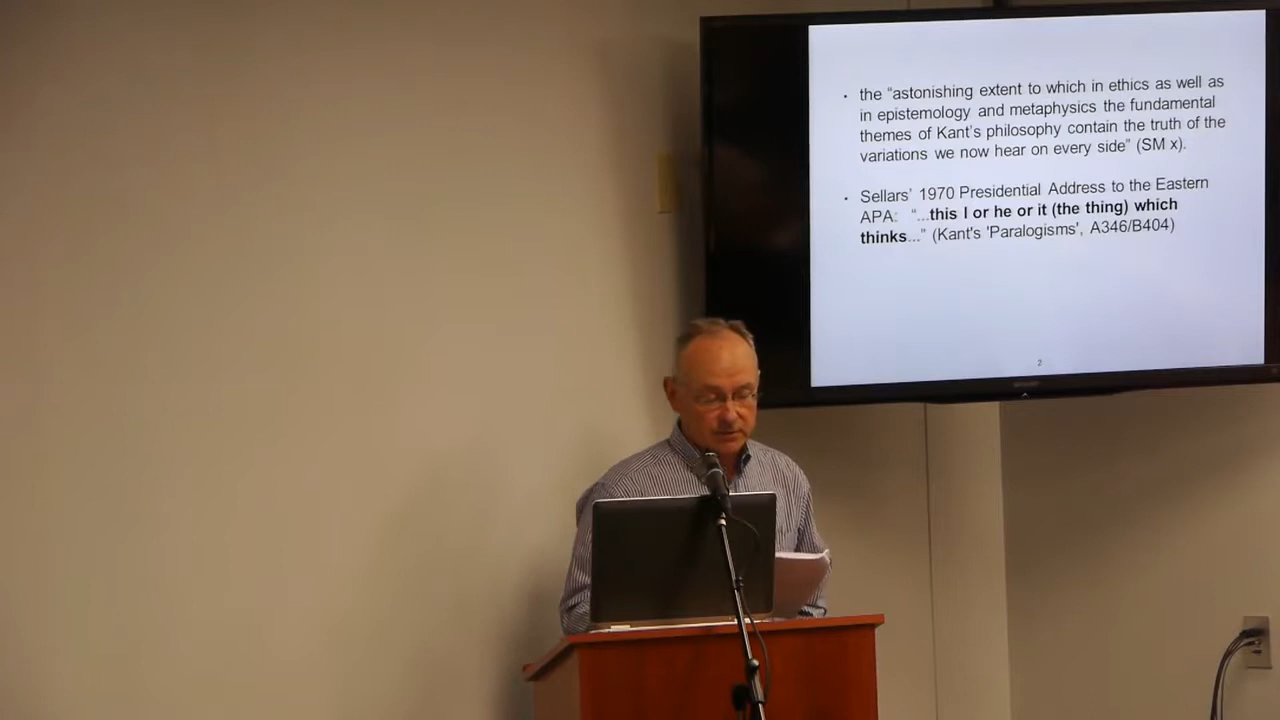 · the “astonishing extent to which in ethics as well as
in epistemology and metaphysics the fundamental
themes of Kant’s philosophy contain the truth of the
variations we now hear on every side” (SM x).
· Sellars’ 1970 Presidential Address to the Eastern
APA: “...this I or he or it (the thing) which
thinks...” (Kant's 'Paralogisms', A346/B404)
2
SHARP